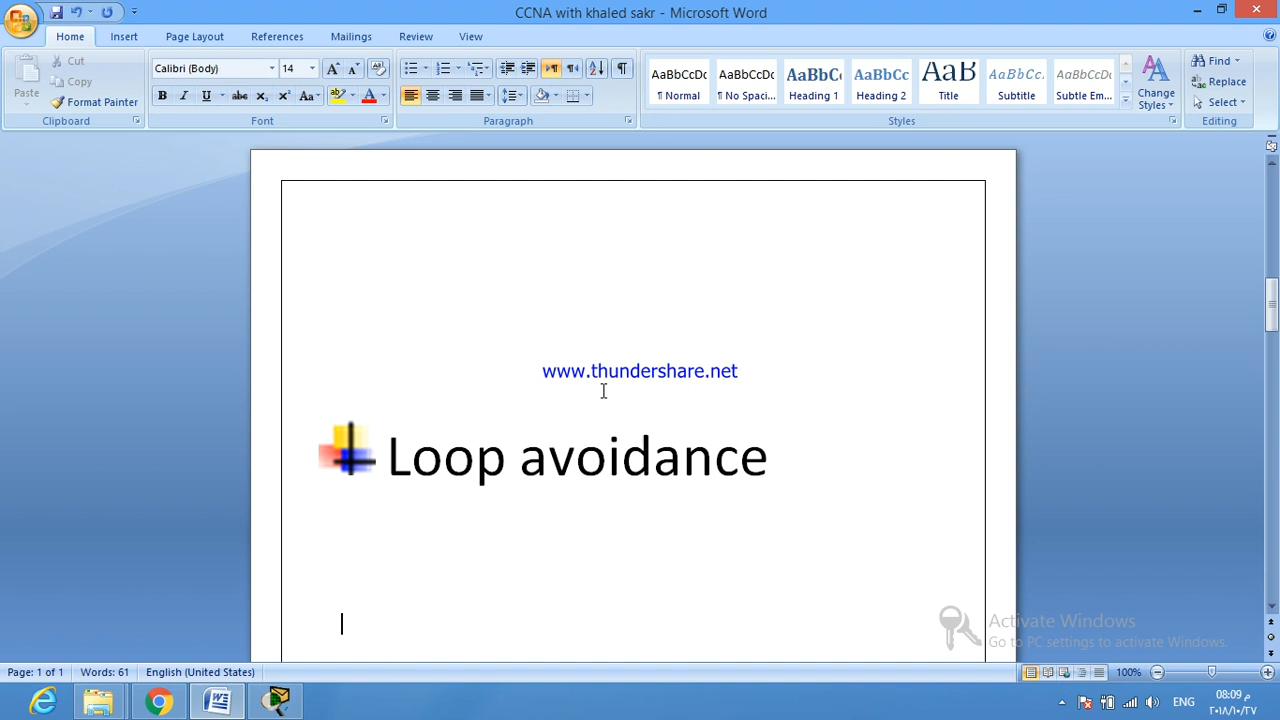 CCNA with khaled sakr - Microsoft Word
Home Insert Page Layout References Mailings Review View
Paste
Cut
Copy
Format Painter
Clipboard
Calibri (Body) 14
Font
Paragraph
AaBbCcDc AaBbCcDc AaBbC AaBbCc AaB AaBbCc. AaBbCcDc
¶ Normal ¶ No Spaci... Heading 1 Heading 2 Title Subtitle Subtle Em...
Change Styles
Styles
Find
Replace
Select
Editing
www.thundershare.net
Loop avoidance
Activate Windows
Go to PC settings to activate Windows.
Page: 1 of 1 Words: 61 English (United States) 100%
ENG
08:09 م
٢٠١٨/١٠/٢٧